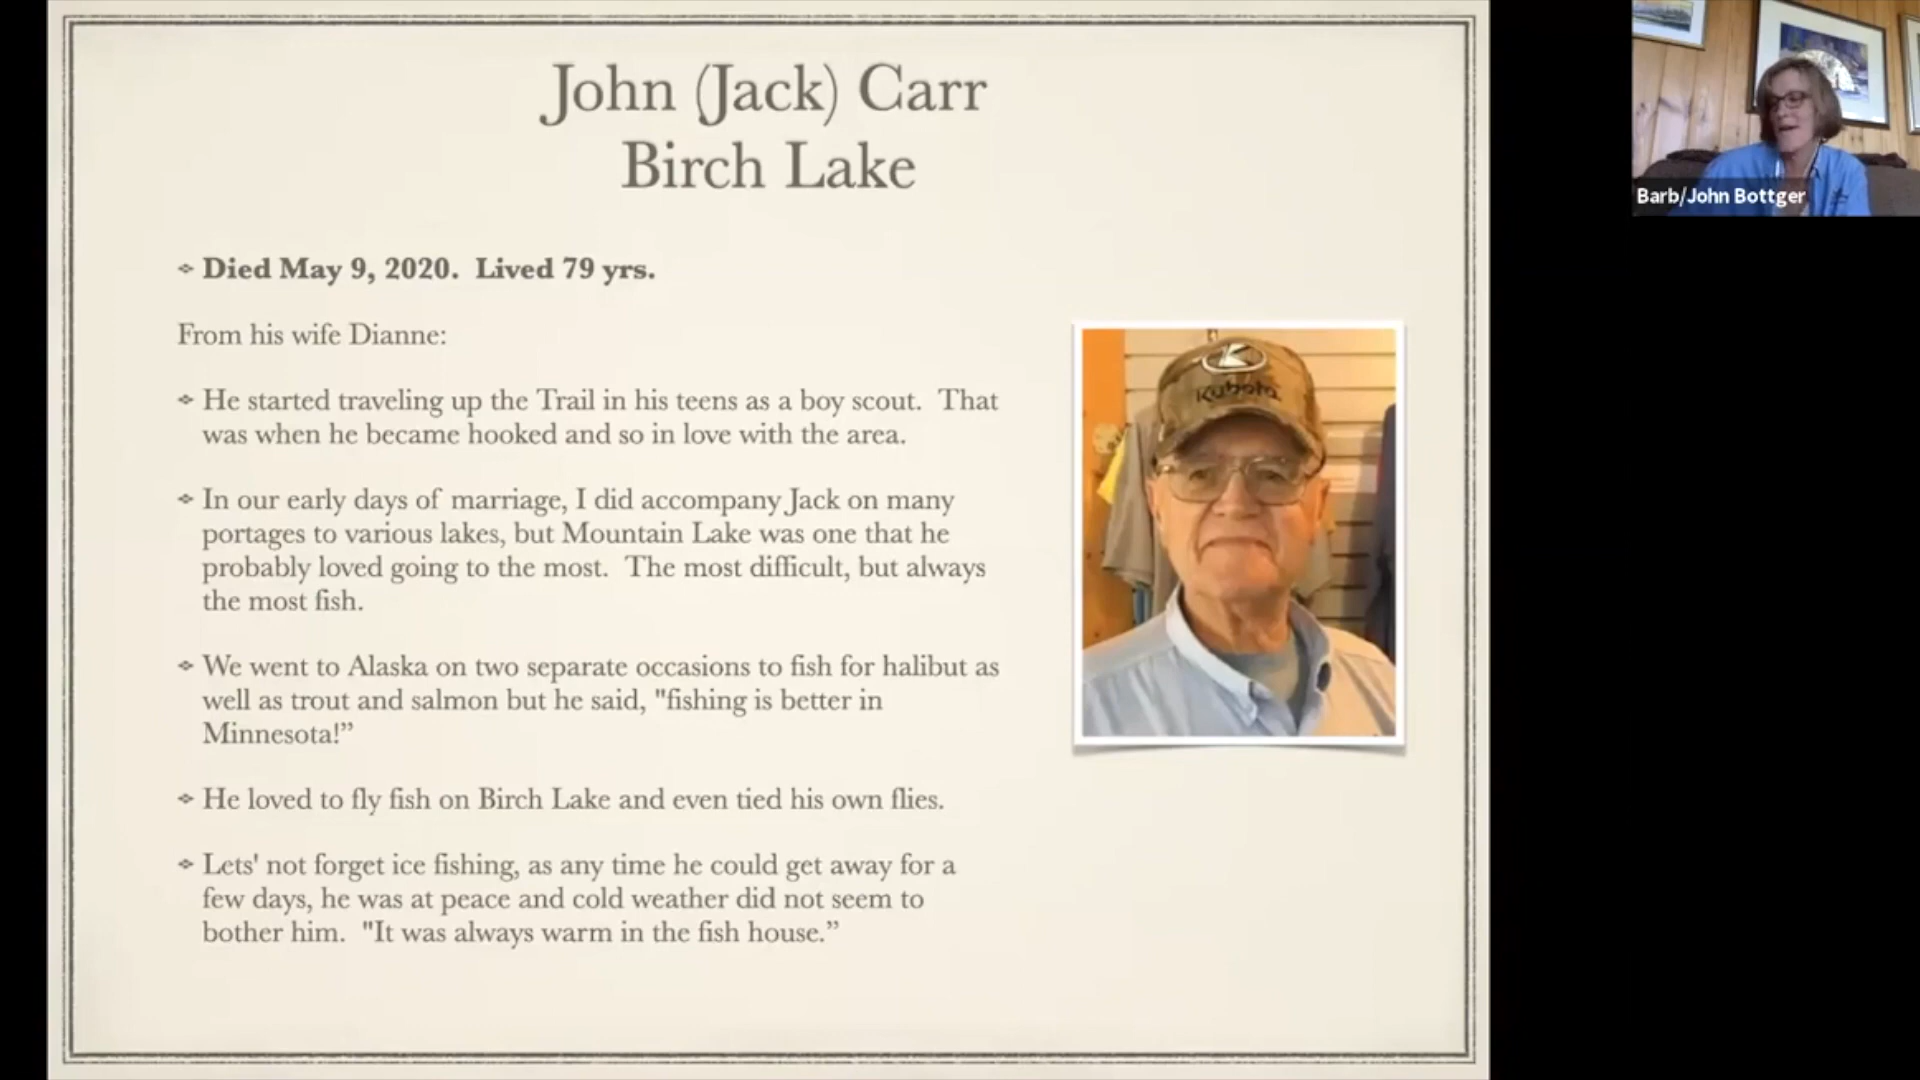 John (Jack) Carr
Birch Lake
Died May 9, 2020.  Lived 79 yrs.
From his wife Dianne:
He started traveling up the Trail in his teens as a boy scout.  That
was when he became hooked and so in love with the area.
In our early days of marriage, I did accompany Jack on many
portages to various lakes, but Mountain Lake was one that he
probably loved going to the most.  The most difficult, but always
the most fish.
We went to Alaska on two separate occasions to fish for halibut as
well as trout and salmon but he said, "fishing is better in
Minnesota!”
He loved to fly fish on Birch Lake and even tied his own flies.
Lets' not forget ice fishing, as any time he could get away for a
few days, he was at peace and cold weather did not seem to
bother him.  "It was always warm in the fish house.”
Kubota
Barb/John Bottger